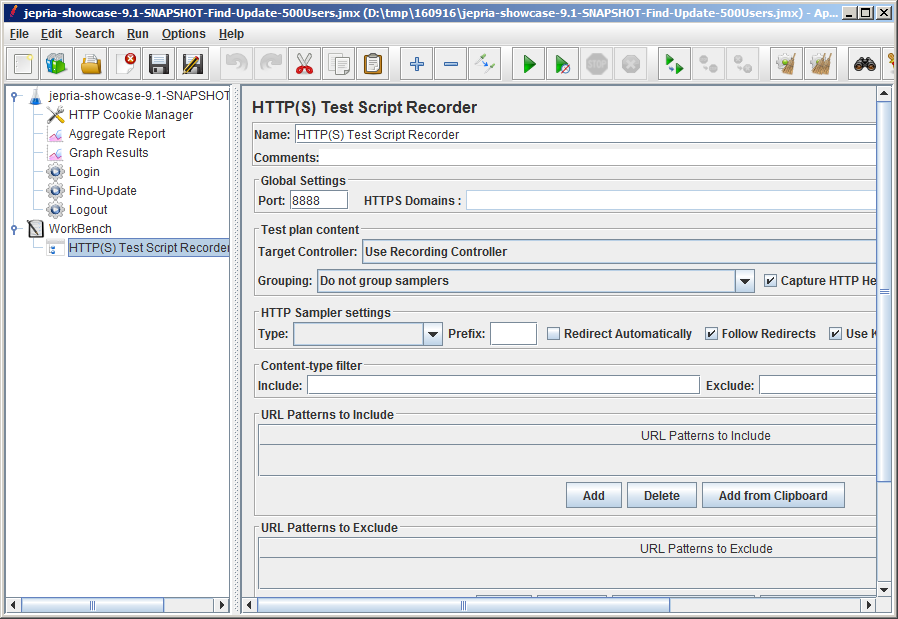 jepria-showcase-9.1-SNAPSHOT-Find-Update-500Users.jmx (D:\tmp\160916\jepria-showcase-9.1-SNAPSHOT-Find-Update-500Users.jmx) - Ap...
File Edit Search Run Options Help
STOP
jepria-showcase-9.1-SNAPSHOT
HTTP Cookie Manager
Aggregate Report
Graph Results
Login
Find-Update
Logout
WorkBench
HTTP(S) Test Script Recorder
HTTP(S) Test Script Recorder
Name: HTTP(S) Test Script Recorder
Comments:
Global Settings
Port: 8888 HTTPS Domains :
Test plan content
Target Controller: Use Recording Controller
Grouping: Do not group samplers Capture HTTP He
HTTP Sampler settings
Type: Prefix: Redirect Automatically Follow Redirects Use K
Content-type filter
Include: Exclude:
URL Patterns to Include
URL Patterns to Include
Add Delete Add from Clipboard
URL Patterns to Exclude
URL Patterns to Exclude